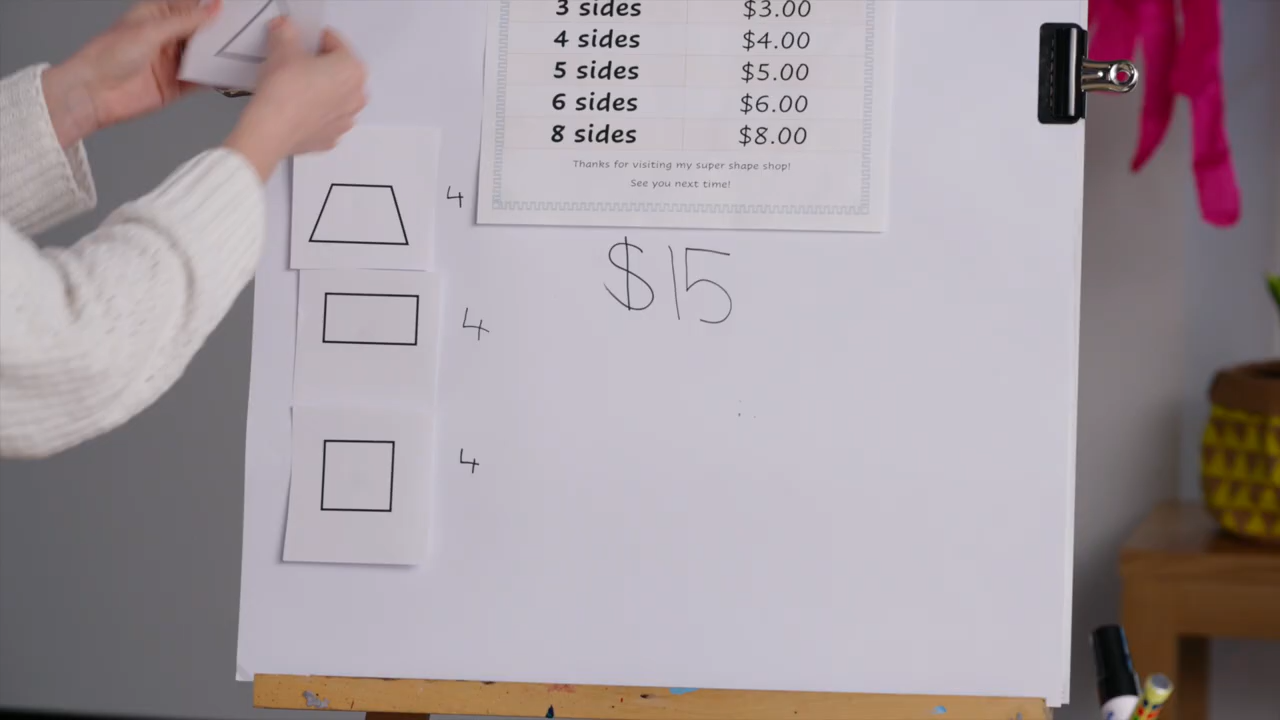 3 sides $3.00
4 sides $4.00
5 sides $5.00
6 sides $6.00
8 sides $8.00
Thanks for visiting my super shape shop!
See you next time!
4
$15
4
4